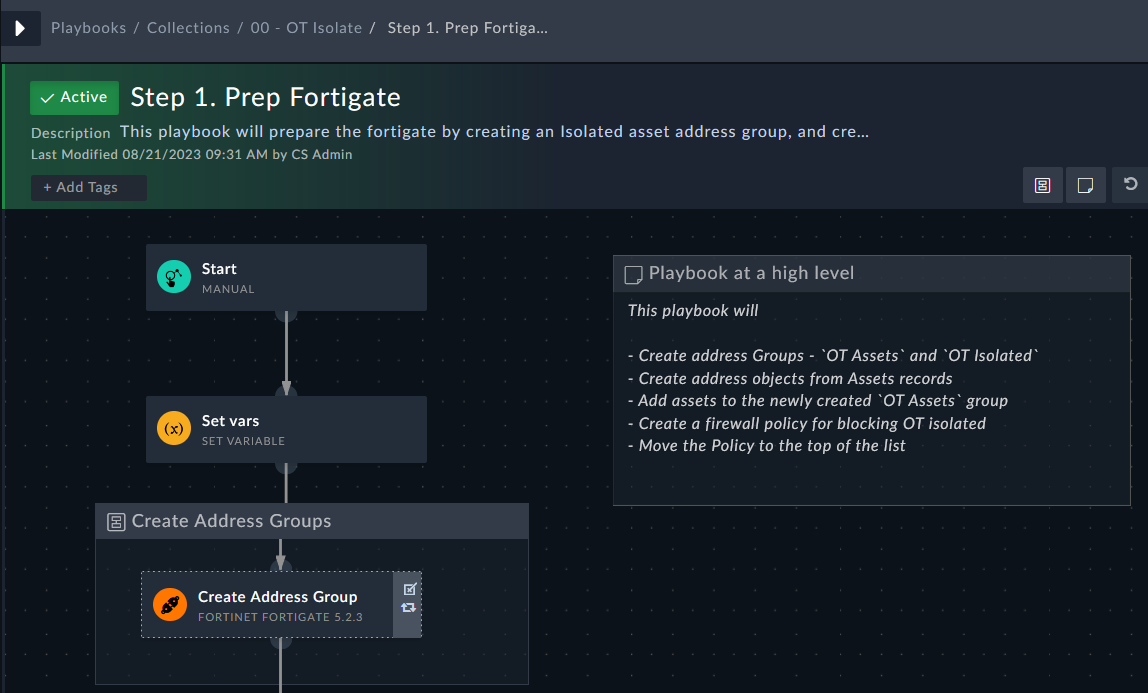 Playbooks / Collections / 00 - OT Isolate / Step 1. Prep Fortiga...
Active Step 1. Prep Fortigate
Description This playbook will prepare the fortigate by creating an Isolated asset address group, and cre...
Last Modified 08/21/2023 09:31 AM by CS Admin
+ Add Tags
Start
MANUAL
Set vars
SET VARIABLE
(x)
Create Address Groups
Create Address Group
FORTINET FORTIGATE 5.2.3
Playbook at a high level
This playbook will
- Create address Groups - `OT Assets` and `OT Isolated`
- Create address objects from Assets records
- Add assets to the newly created `OT Assets` group
- Create a firewall policy for blocking OT isolated
- Move the Policy to the top of the list